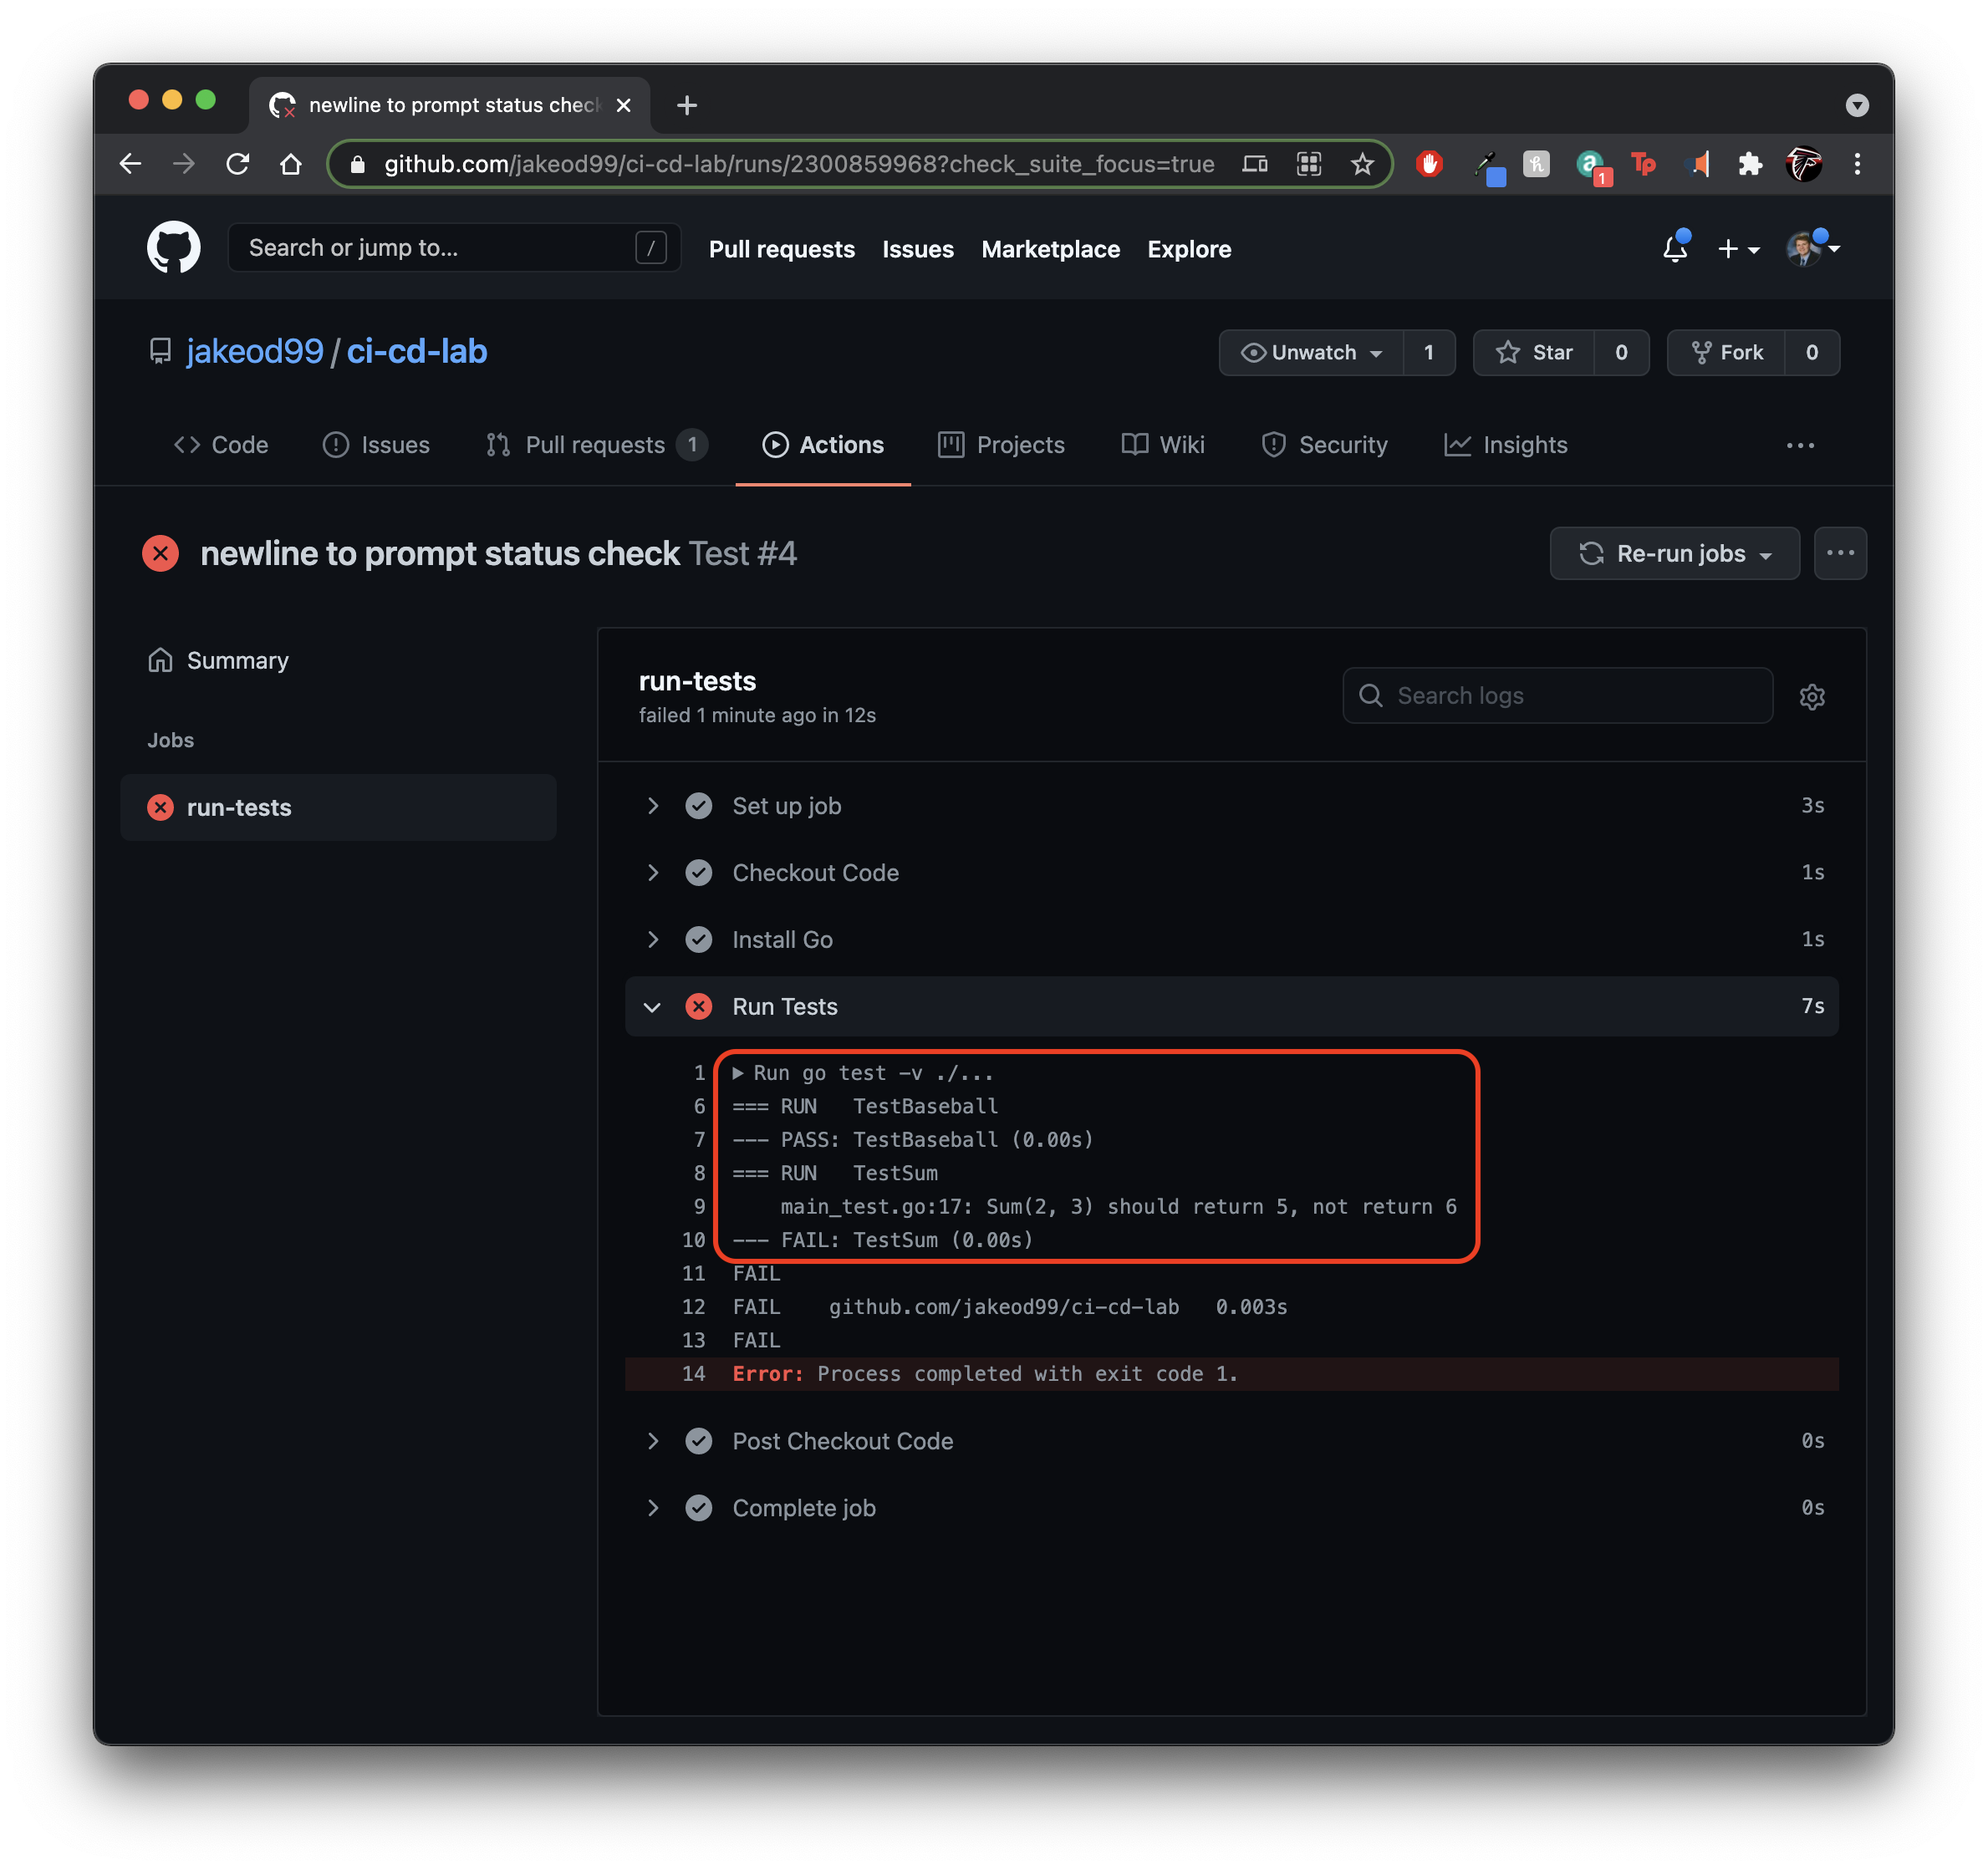 newline to prompt status chec
github.com/jakeod99/ci-cd-lab/runs/2300859968?check_suite_focus=true
1
Search or jump to...
/
Pull requests
Issues
Marketplace
Explore
jakeod99/ci-cd-lab
Unwatch 1
Star 0
Fork 0
Code
Issues
Pull requests 1
Actions
Projects
Wiki
Security
Insights
newline to prompt status check Test #4
Re-run jobs
Summary
Jobs
run-tests
run-tests
failed 1 minute ago in 12s
Search logs
Set up job 3s
Checkout Code 1s
Install Go 1s
Run Tests 7s
1 Run go test -v ./...
6 === RUN   TestBaseball
7 --- PASS: TestBaseball (0.00s)
8 === RUN   TestSum
9     main_test.go:17: Sum(2, 3) should return 5, not return 6
10 --- FAIL: TestSum (0.00s)
11 FAIL
12 FAIL    github.com/jakeod99/ci-cd-lab   0.003s
13 FAIL
14 Error: Process completed with exit code 1.
Post Checkout Code 0s
Complete job 0s